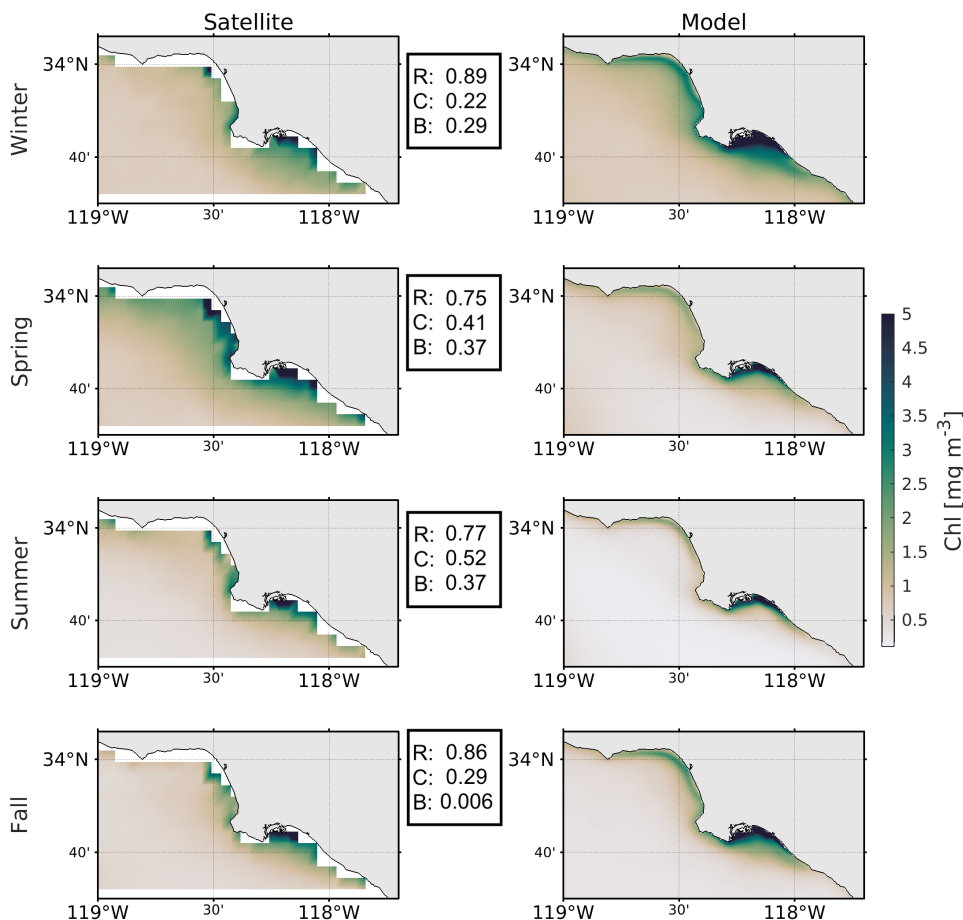 Satellite
Model
Winter
34°N
40'
119°W
30'
118°W
R: 0.89
C: 0.22
B: 0.29
34°N
40'
119°W
30'
118°W
Spring
34°N
40'
119°W
30'
118°W
R: 0.75
C: 0.41
B: 0.37
34°N
40'
119°W
30'
118°W
Summer
34°N
40'
119°W
30'
118°W
R: 0.77
C: 0.52
B: 0.37
34°N
40'
119°W
30'
118°W
Fall
34°N
40'
119°W
30'
118°W
R: 0.86
C: 0.29
B: 0.006
34°N
40'
119°W
30'
118°W
5
4.5
4
3.5
3
2.5
2
1.5
1
0.5
Chl [mg m⁻³]